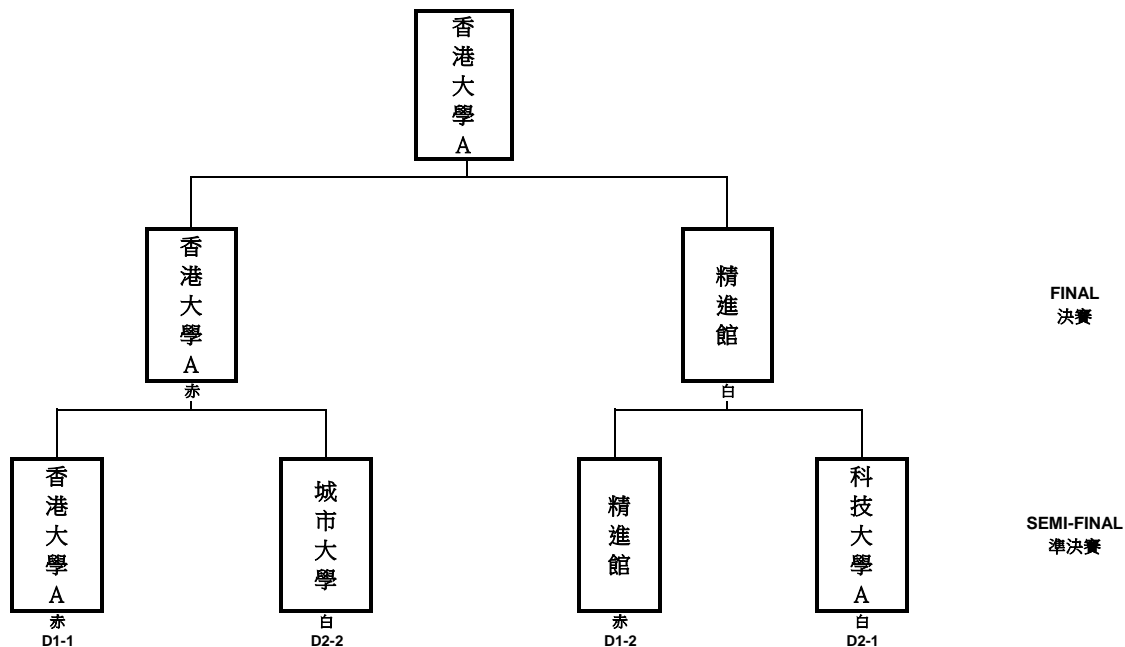 香港大學A
香港大學A
精進館
FINAL
決賽
赤
白
香港大學A
城市大學
精進館
科技大學A
SEMI-FINAL
準決賽
赤
白
赤
白
D1-1
D2-2
D1-2
D2-1